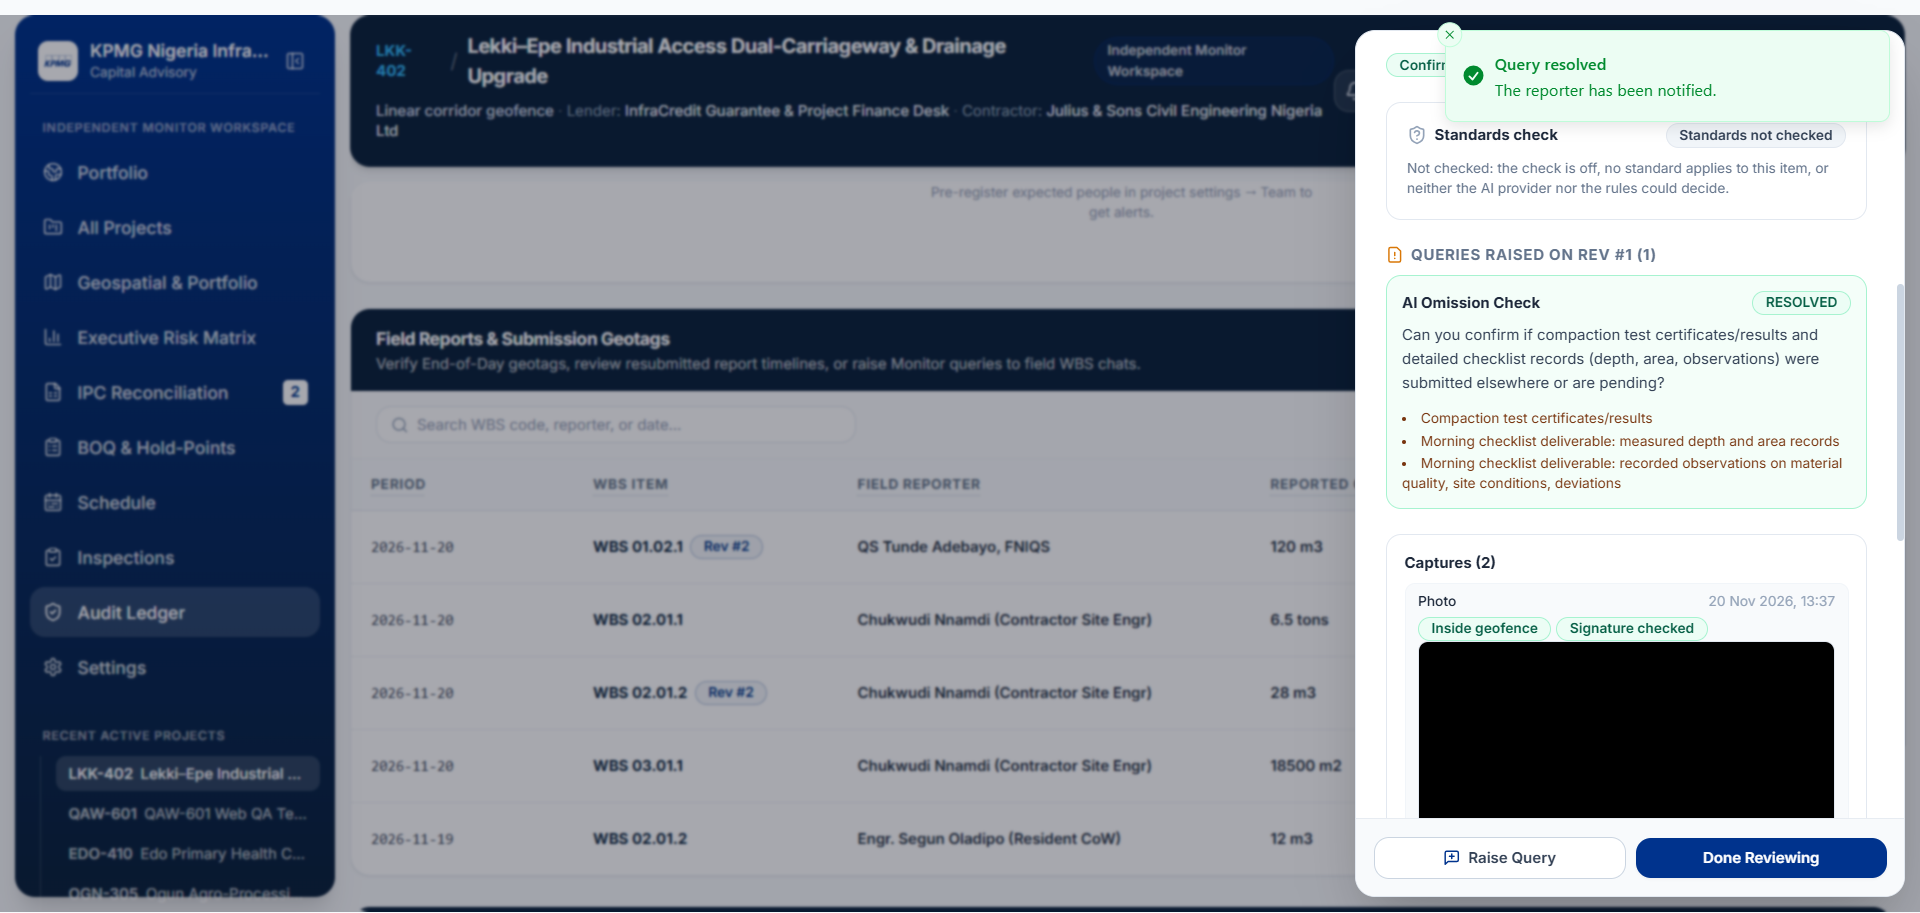 KPMG Nigeria Infra...
Capital Advisory
INDEPENDENT MONITOR WORKSPACE
Portfolio
All Projects
Geospatial & Portfolio
Executive Risk Matrix
IPC Reconciliation 2
BOQ & Hold-Points
Schedule
Inspections
Audit Ledger
Settings
RECENT ACTIVE PROJECTS
LKK-402 Lekki–Epe Industrial ...
QAW-601 QAW-601 Web QA Te...
EDO-410 Edo Primary Health C...
OGN-305 Ogun Agro-Processi
LKK-
402
/
Lekki–Epe Industrial Access Dual-Carriageway & Drainage
Upgrade
Independent Monitor
Workspace
Linear corridor geofence · Lender: InfraCredit Guarantee & Project Finance Desk · Contractor: Julius & Sons Civil Engineering Nigeria
Ltd
Pre-register expected people in project settings → Team to
get alerts.
Field Reports & Submission Geotags
Verify End-of-Day geotags, review resubmitted report timelines, or raise Monitor queries to field WBS chats.
Search WBS code, reporter, or date...
PERIOD WBS ITEM FIELD REPORTER REPORTED
2026-11-20 WBS 01.02.1 Rev #2 QS Tunde Adebayo, FNIQS 120 m3
2026-11-20 WBS 02.01.1 Chukwudi Nnamdi (Contractor Site Engr) 6.5 tons
2026-11-20 WBS 02.01.2 Rev #2 Chukwudi Nnamdi (Contractor Site Engr) 28 m3
2026-11-20 WBS 03.01.1 Chukwudi Nnamdi (Contractor Site Engr) 18500 m2
2026-11-19 WBS 02.01.2 Engr. Segun Oladipo (Resident CoW) 12 m3
Query resolved
The reporter has been notified.
Standards check Standards not checked
Not checked: the check is off, no standard applies to this item, or
neither the AI provider nor the rules could decide.
QUERIES RAISED ON REV #1 (1)
AI Omission Check RESOLVED
Can you confirm if compaction test certificates/results and
detailed checklist records (depth, area, observations) were
submitted elsewhere or are pending?
• Compaction test certificates/results
• Morning checklist deliverable: measured depth and area records
• Morning checklist deliverable: recorded observations on material
quality, site conditions, deviations
Captures (2)
Photo 20 Nov 2026, 13:37
Inside geofence Signature checked
Raise Query Done Reviewing